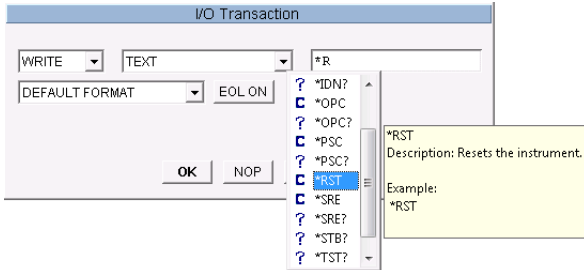 I/O Transaction
WRITE TEXT *R
DEFAULT FORMAT EOL ON
? *IDN?
C *OPC
? *OPC?
C *PSC
? *PSC?
C *RST
C *SRE
? *SRE?
? *STB?
? *TST?
*RST
Description: Resets the instrument.
Example:
*RST
OK NOP